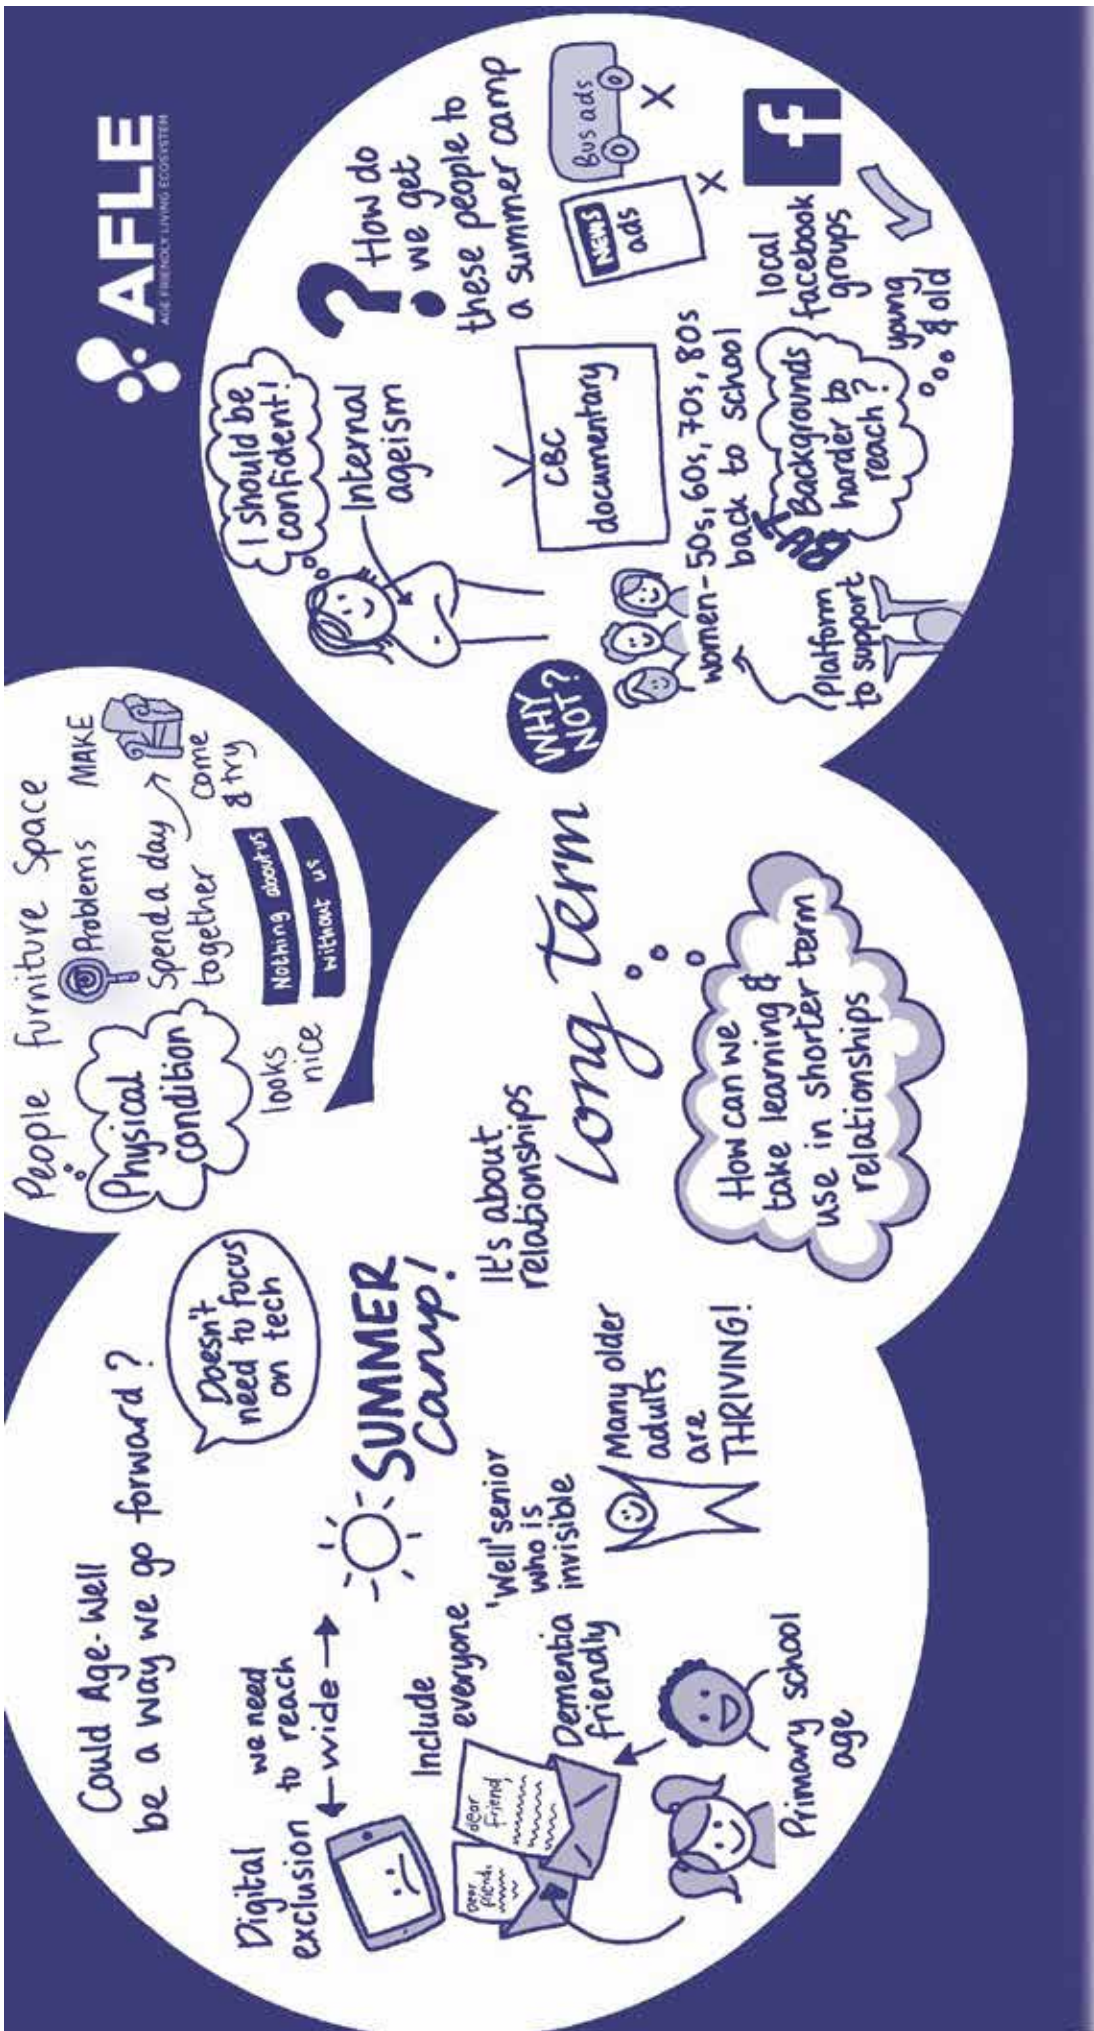 Could Age-Well
be a way we go forward?
Doesn't
need to focus
on tech
Digital
exclusion
we need
to reach
wide
SUMMER
Camp!
Include
everyone
dear
friend,
Dear
friend,
'Well' senior
who is
invisible
Dementia
friendly
Primary school
age
Many older
adults
are
THRIVING!
It's about
relationships
Long term
How can we
take learning &
use in shorter term
relationships
People Furniture Space
Physical
condition
Problems MAKE
Spend a day
together
come
& try
looks
nice
Nothing about us
without us
AFLE
AGE FRIENDLY LIVING ECOSYSTEM
I should be
confident!
Internal
ageism
? How do
we get
these people to
a summer camp
WHY
NOT?
CBC
documentary
NEWS
ads
X
Bus ads
X
women - 50s, 60s, 70s, 80s
back to school
Platform
to support
BUT
Backgrounds
harder to
reach?
local
facebook
groups
f
young
& old